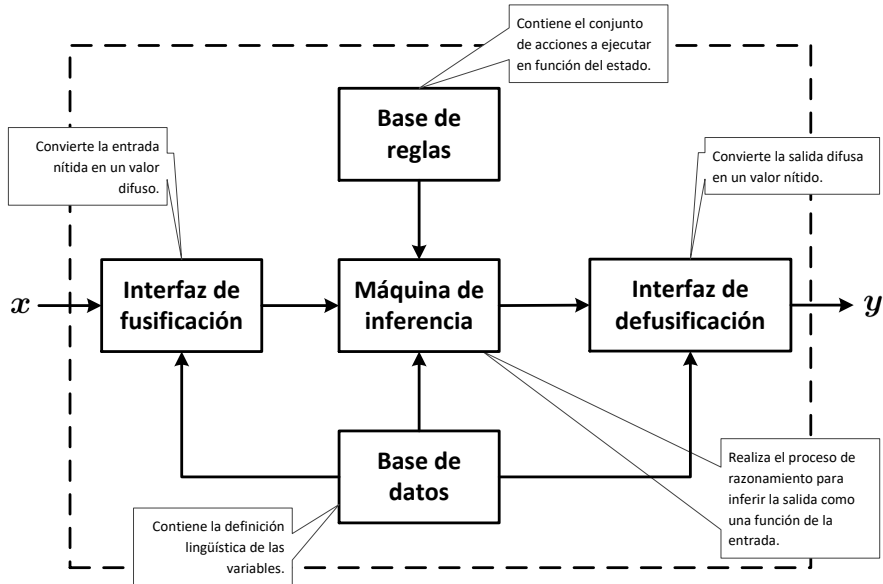 Contiene el conjunto
de acciones a ejecutar
en función del estado.
Base de
reglas
Convierte la entrada
nítida en un valor
difuso.
Convierte la salida difusa
en un valor nítido.
x
Interfaz de
fusificación
Máquina de
inferencia
Interfaz de
defusificación
y
Base de
datos
Realiza el proceso de
razonamiento para
inferir la salida como
una función de la
entrada.
Contiene la definición
lingüística de las
variables.